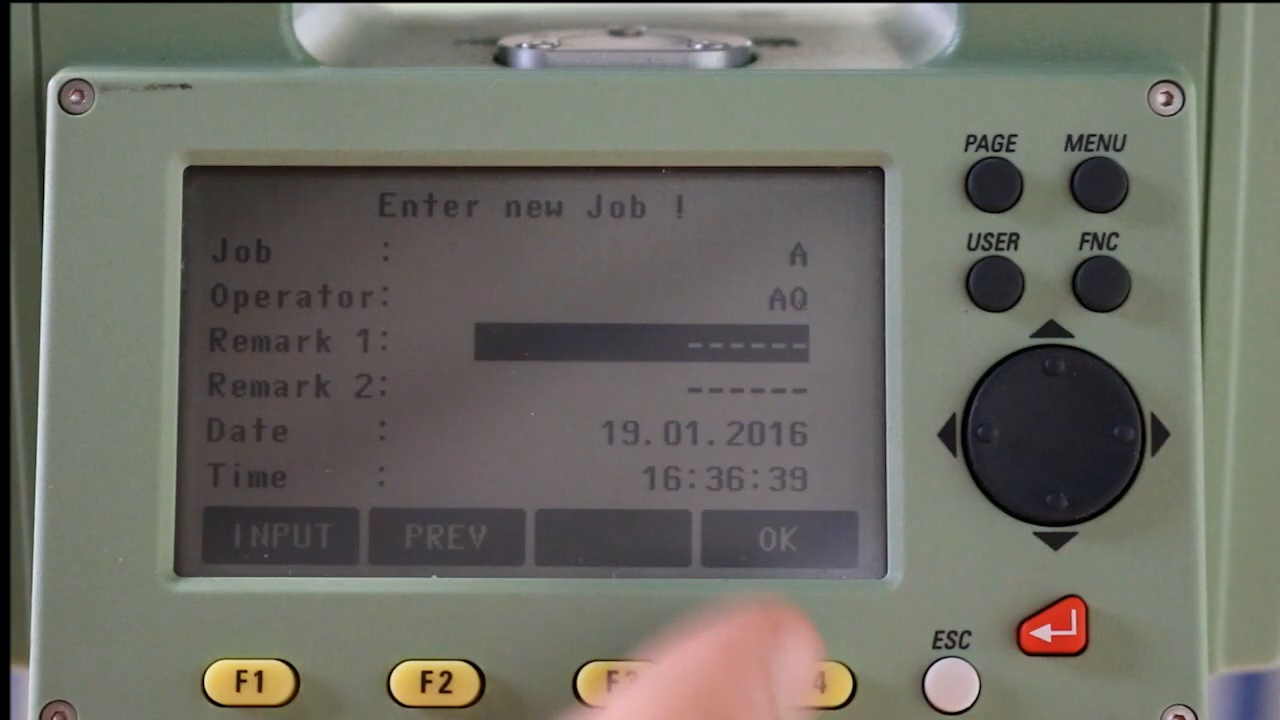 PAGE MENU
Enter new Job !
Job : A
USER FNC
Operator: AQ
Remark 1: ------
Remark 2: ------
Date : 19.01.2016
Time : 16:36:39
INPUT PREV OK
ESC
F1 F2